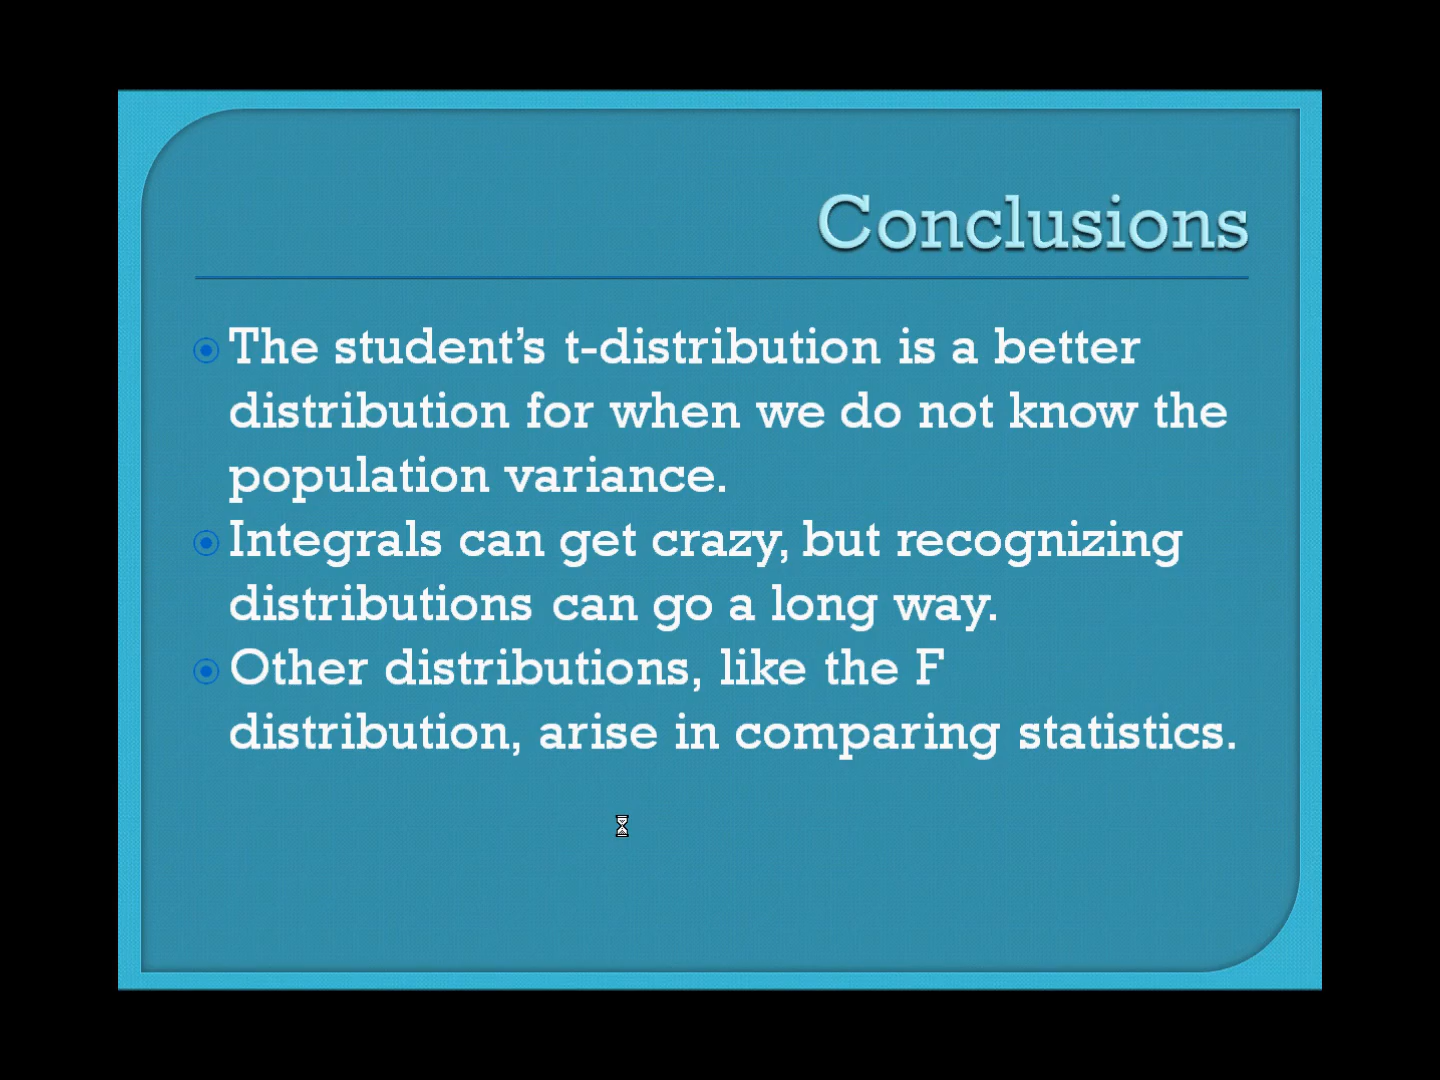 Conclusions
The student’s t-distribution is a better
distribution for when we do not know the
population variance.
Integrals can get crazy, but recognizing
distributions can go a long way.
Other distributions, like the F
distribution, arise in comparing statistics.